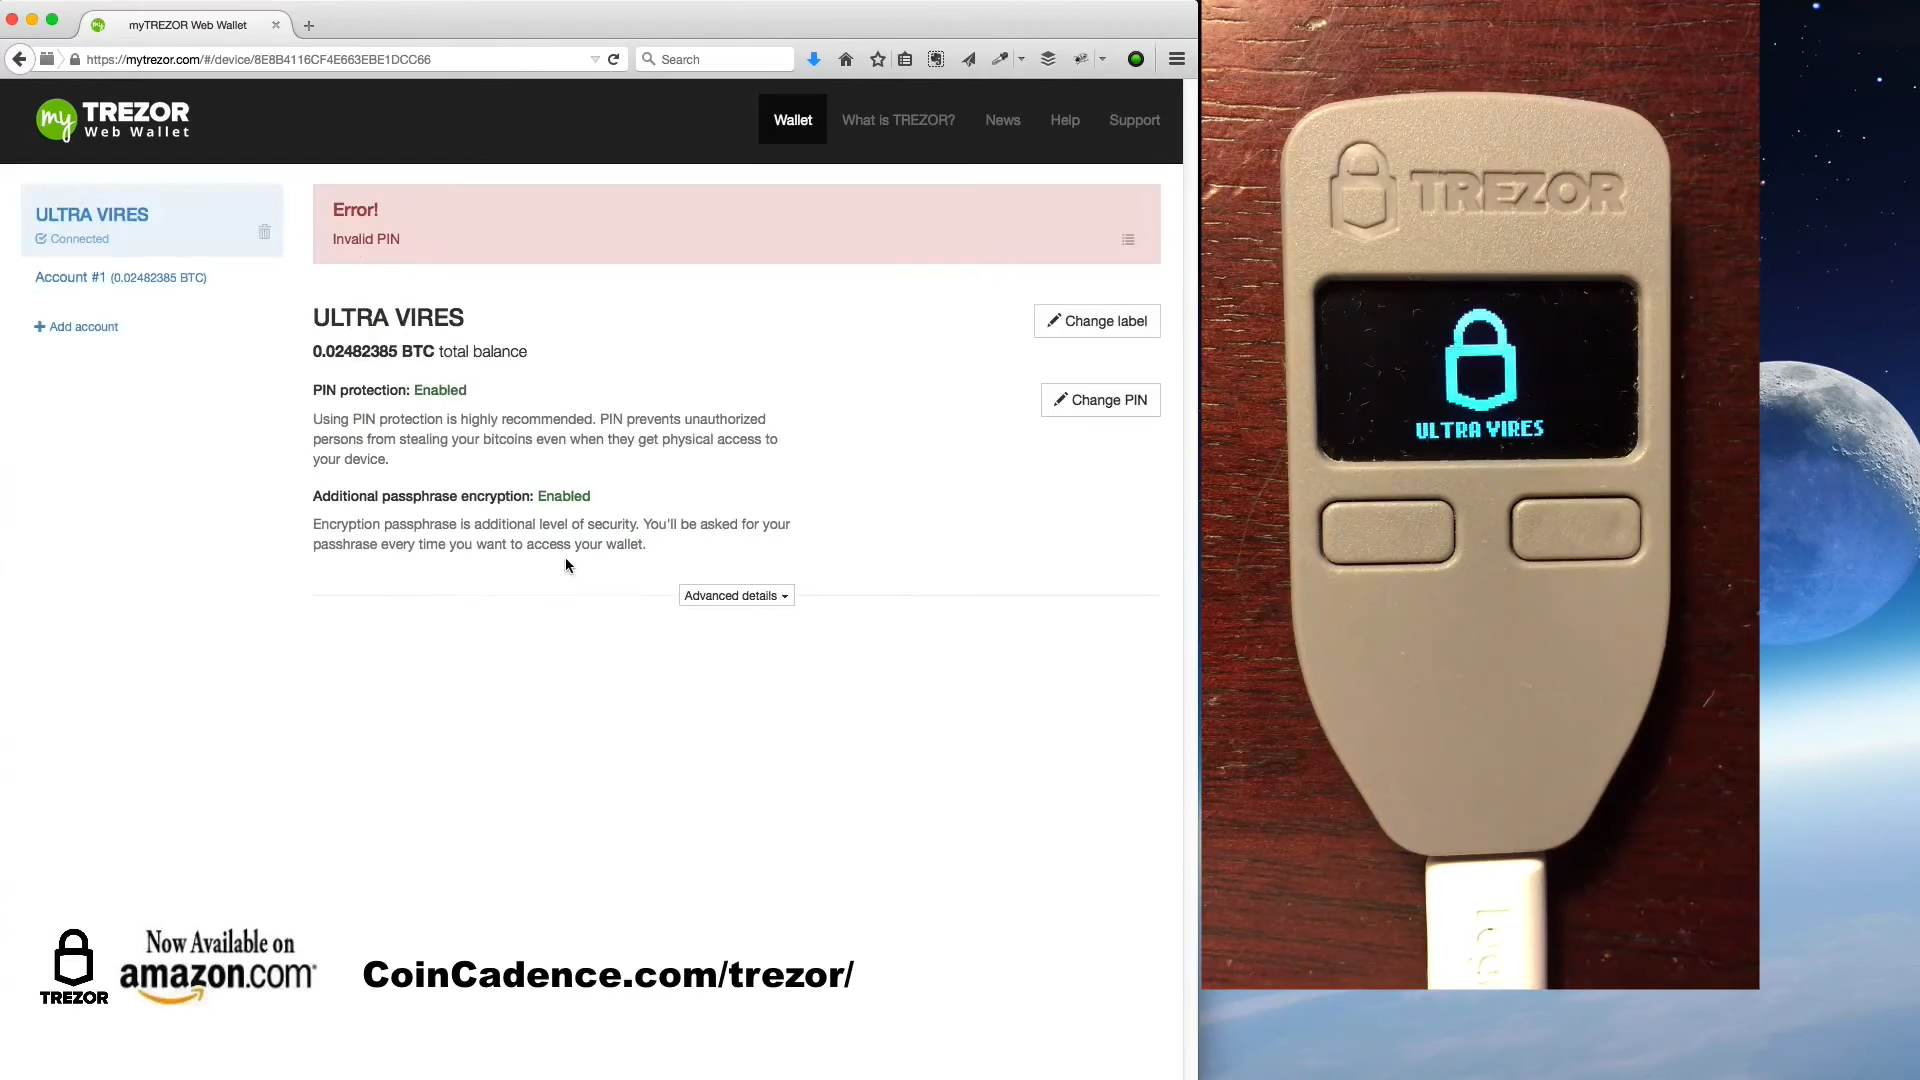 myTREZOR Web Wallet
https://mytrezor.com/#/device/8E8B4116CF4E663EBE1DCC66
Search
my TREZOR
Web Wallet
Wallet
What is TREZOR?
News
Help
Support
ULTRA VIRES
Connected
Account #1 (0.02482385 BTC)
Add account
Error!
Invalid PIN
ULTRA VIRES
Change label
0.02482385 BTC total balance
PIN protection: Enabled
Change PIN
Using PIN protection is highly recommended. PIN prevents unauthorized
persons from stealing your bitcoins even when they get physical access to
your device.
Additional passphrase encryption: Enabled
Encryption passphrase is additional level of security. You'll be asked for your
passhrase every time you want to access your wallet.
Advanced details
TREZOR
Now Available on
amazon.com
CoinCadence.com/trezor/
TREZOR
ULTRA VIRES